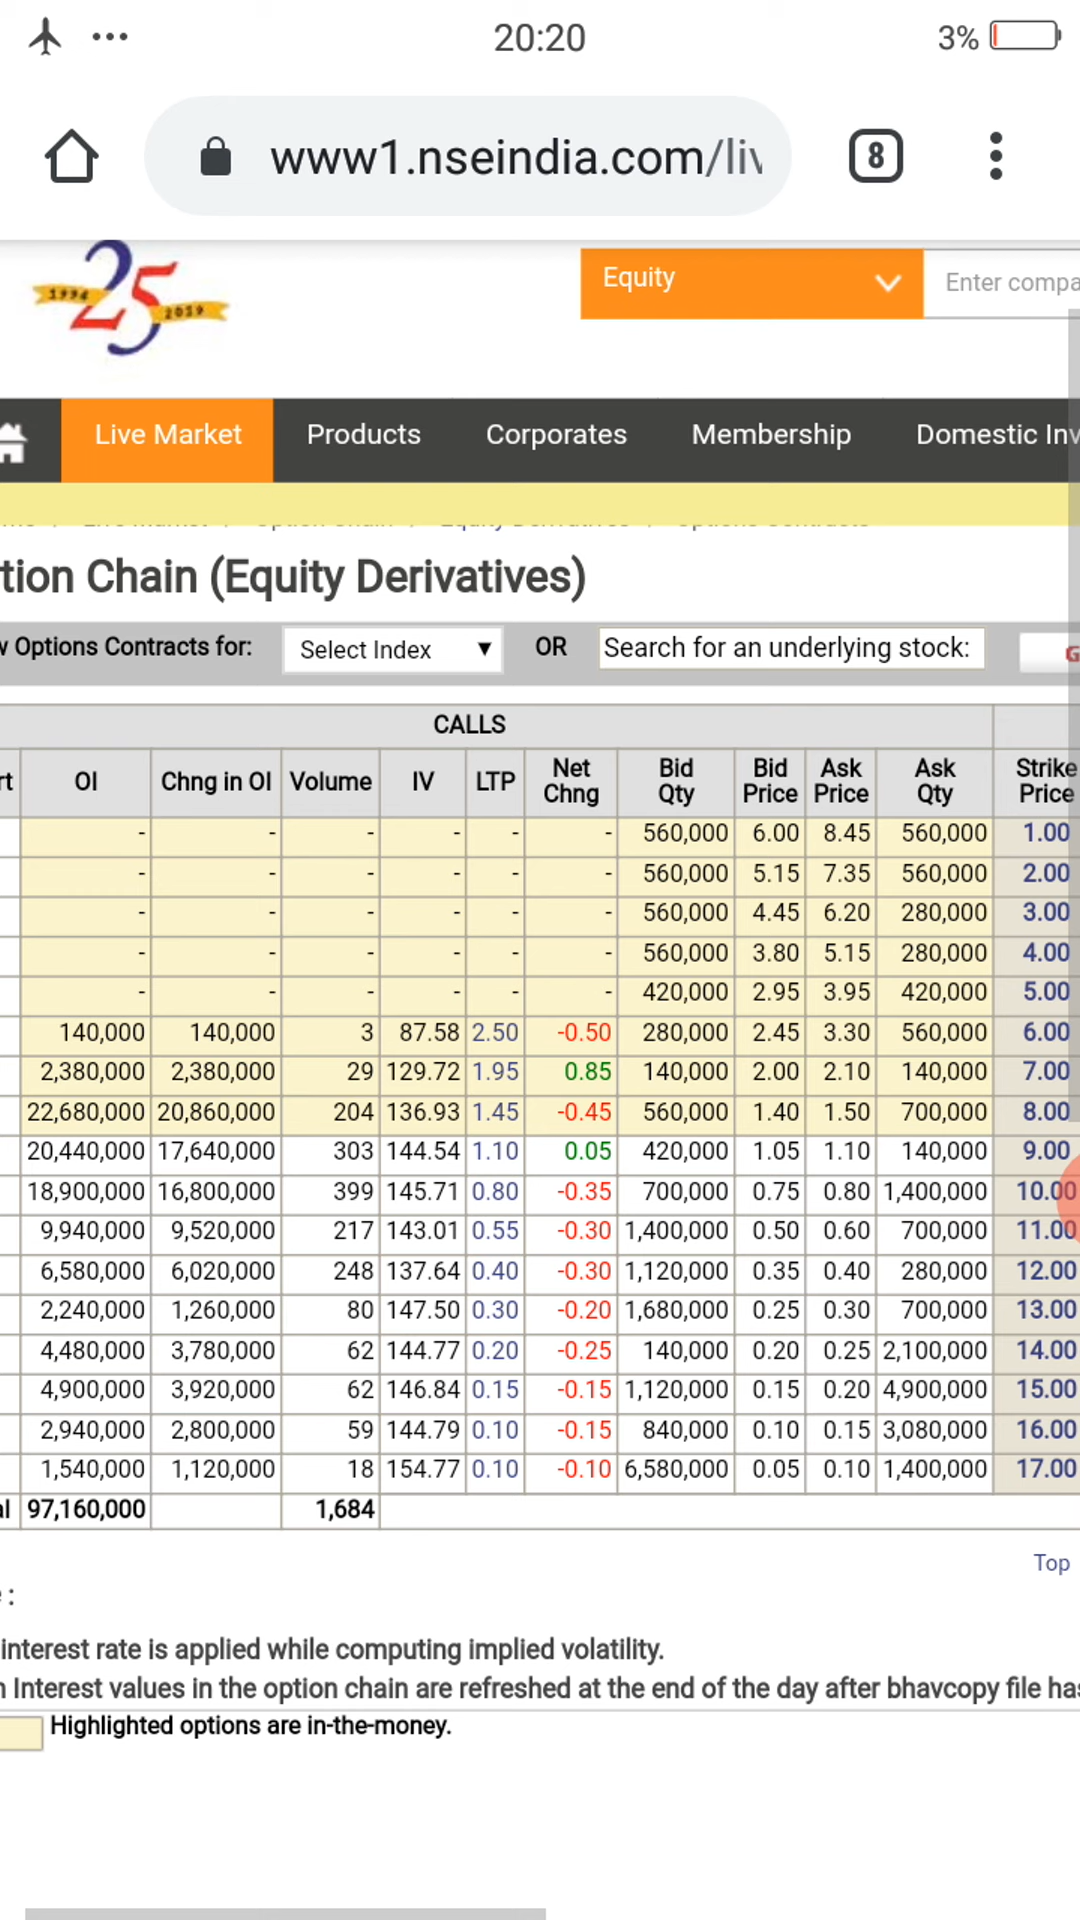 20:20
3%
www1.nseindia.com/liv
8
25
1994
2019
Equity
Enter compa
Live Market Products Corporates Membership Domestic Inv
tion Chain (Equity Derivatives)
Options Contracts for: Select Index ▼ OR Search for an underlying stock: G
CALLS
rt OI Chng in OI Volume IV LTP Net Chng Bid Qty Bid Price Ask Price Ask Qty Strike Price
- - - - - - 560,000 6.00 8.45 560,000 1.00
- - - - - - 560,000 5.15 7.35 560,000 2.00
- - - - - - 560,000 4.45 6.20 280,000 3.00
- - - - - - 560,000 3.80 5.15 280,000 4.00
- - - - - - 420,000 2.95 3.95 420,000 5.00
140,000 140,000 3 87.58 2.50 -0.50 280,000 2.45 3.30 560,000 6.00
2,380,000 2,380,000 29 129.72 1.95 0.85 140,000 2.00 2.10 140,000 7.00
22,680,000 20,860,000 204 136.93 1.45 -0.45 560,000 1.40 1.50 700,000 8.00
20,440,000 17,640,000 303 144.54 1.10 0.05 420,000 1.05 1.10 140,000 9.00
18,900,000 16,800,000 399 145.71 0.80 -0.35 700,000 0.75 0.80 1,400,000 10.00
9,940,000 9,520,000 217 143.01 0.55 -0.30 1,400,000 0.50 0.60 700,000 11.00
6,580,000 6,020,000 248 137.64 0.40 -0.30 1,120,000 0.35 0.40 280,000 12.00
2,240,000 1,260,000 80 147.50 0.30 -0.20 1,680,000 0.25 0.30 700,000 13.00
4,480,000 3,780,000 62 144.77 0.20 -0.25 140,000 0.20 0.25 2,100,000 14.00
4,900,000 3,920,000 62 146.84 0.15 -0.15 1,120,000 0.15 0.20 4,900,000 15.00
2,940,000 2,800,000 59 144.79 0.10 -0.15 840,000 0.10 0.15 3,080,000 16.00
1,540,000 1,120,000 18 154.77 0.10 -0.10 6,580,000 0.05 0.10 1,400,000 17.00
al 97,160,000 1,684
Top
e :
interest rate is applied while computing implied volatility.
n Interest values in the option chain are refreshed at the end of the day after bhavcopy file has
Highlighted options are in-the-money.